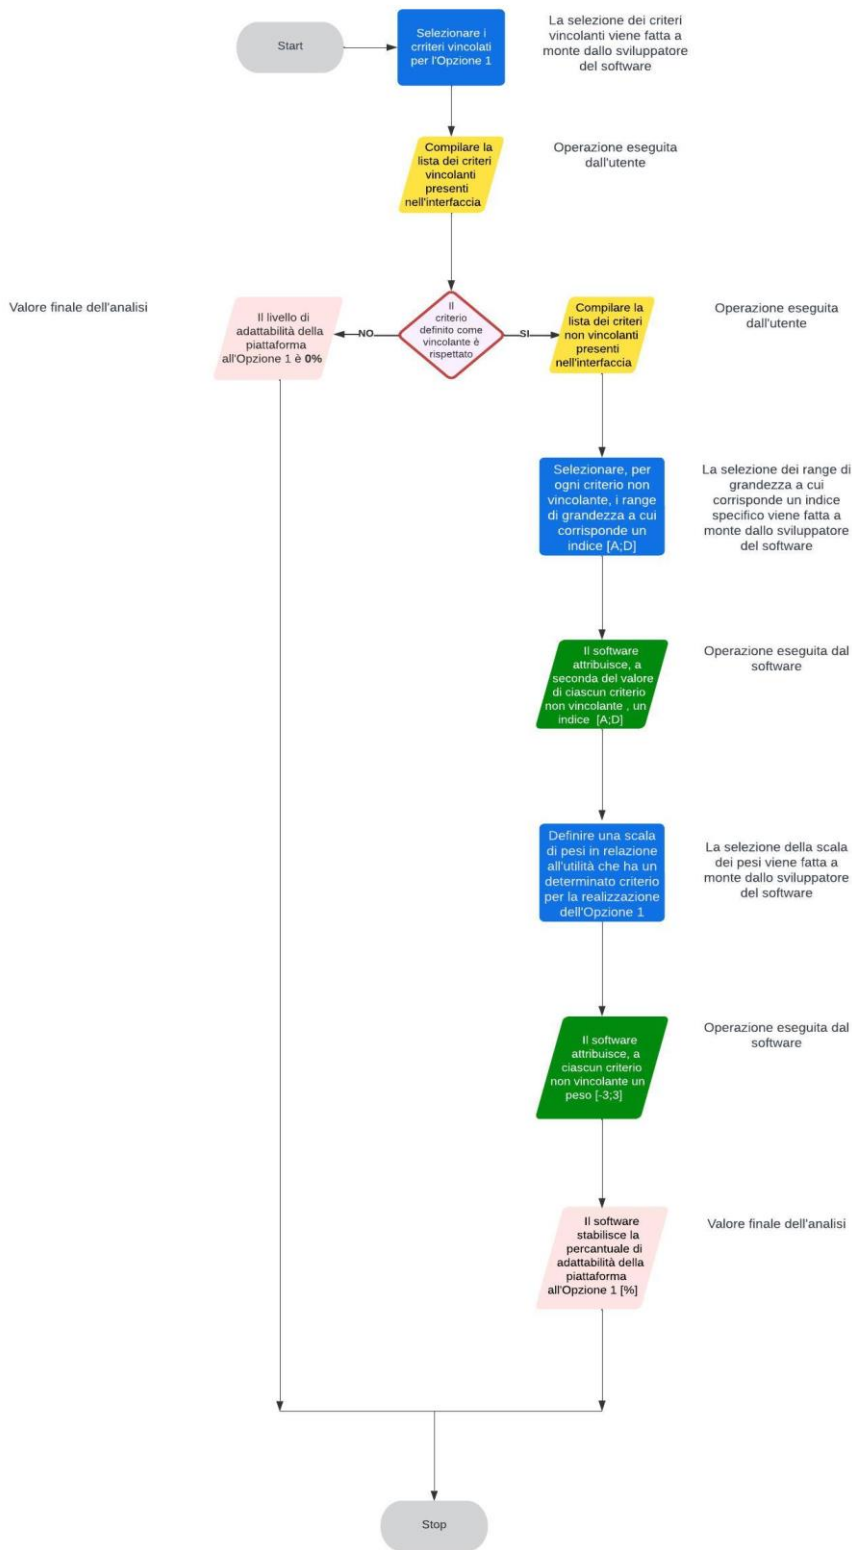 Start
Selezionare i
crriteri vincolati
per l'Opzione 1
La selezione dei criteri
vincolanti viene fatta a
monte dallo sviluppatore
del software
Compilare la
lista dei criteri
vincolanti
presenti
nell'interfaccia
Operazione eseguita
dall'utente
Valore finale dell'analisi
Il livello di
adattabilità della
piattaforma
all'Opzione 1 è 0%
NO
Il
criterio
definito come
vincolante è
rispettato
SI
Compilare la
lista dei criteri
non vincolanti
presenti
nell'interfaccia
Operazione eseguita
dall'utente
Selezionare, per
ogni criterio non
vincolante, i range
di grandezza a cui
corrisponde un
indice [A;D]
La selezione dei range di
grandezza a cui
corrisponde un indice
specifico viene fatta a
monte dallo sviluppatore
del software
Il software
attribuisce, a
seconda del valore
di ciascun criterio
non vincolante , un
indice [A;D]
Operazione eseguita dal
software
Definire una scala
di pesi in relazione
all'utilità che ha un
determinato criterio
per la realizzazione
dell'Opzione 1
La selezione della scala
dei pesi viene fatta a
monte dallo sviluppatore
del software
Il software
attribuisce, a
ciascun criterio
non vincolante un
peso [-3;3]
Operazione eseguita dal
software
Il software
stabilisce la
percantuale di
adattabilità della
piattaforma
all'Opzione 1 [%]
Valore finale dell'analisi
Stop